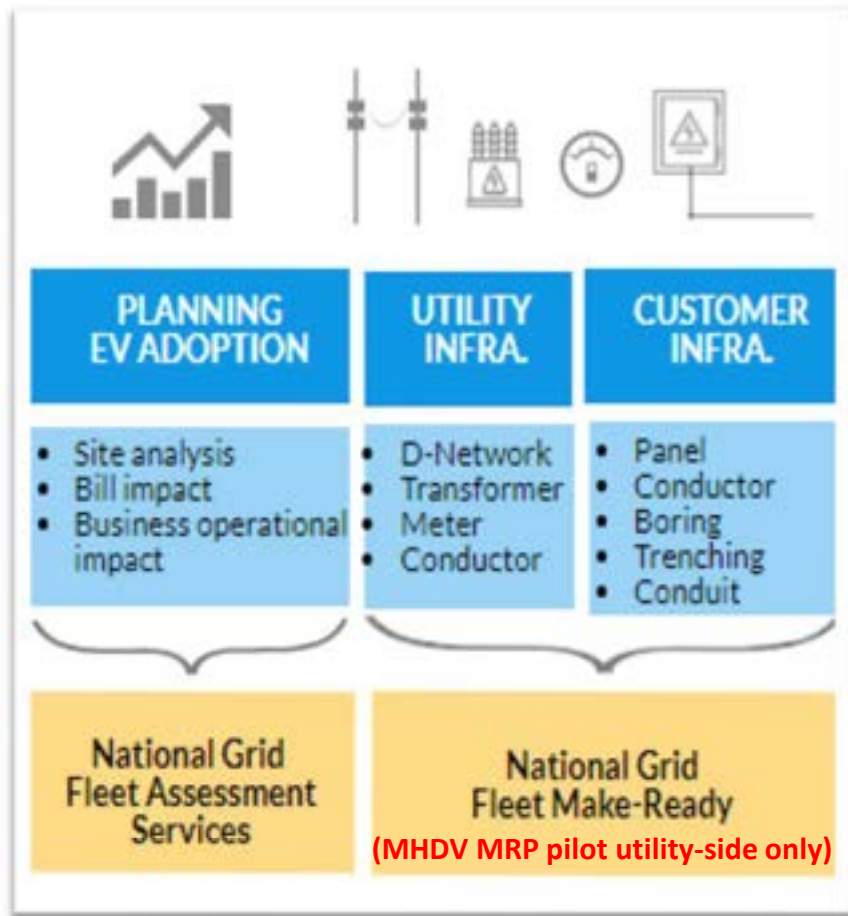 PLANNING
EV ADOPTION
UTILITY
INFRA.
CUSTOMER
INFRA.
• Site analysis
• Bill impact
• Business operational
impact
• D-Network
• Transformer
• Meter
• Conductor
• Panel
• Conductor
• Boring
• Trenching
• Conduit
National Grid
Fleet Assessment
Services
National Grid
Fleet Make-Ready
(MHDV MRP pilot utility-side only)